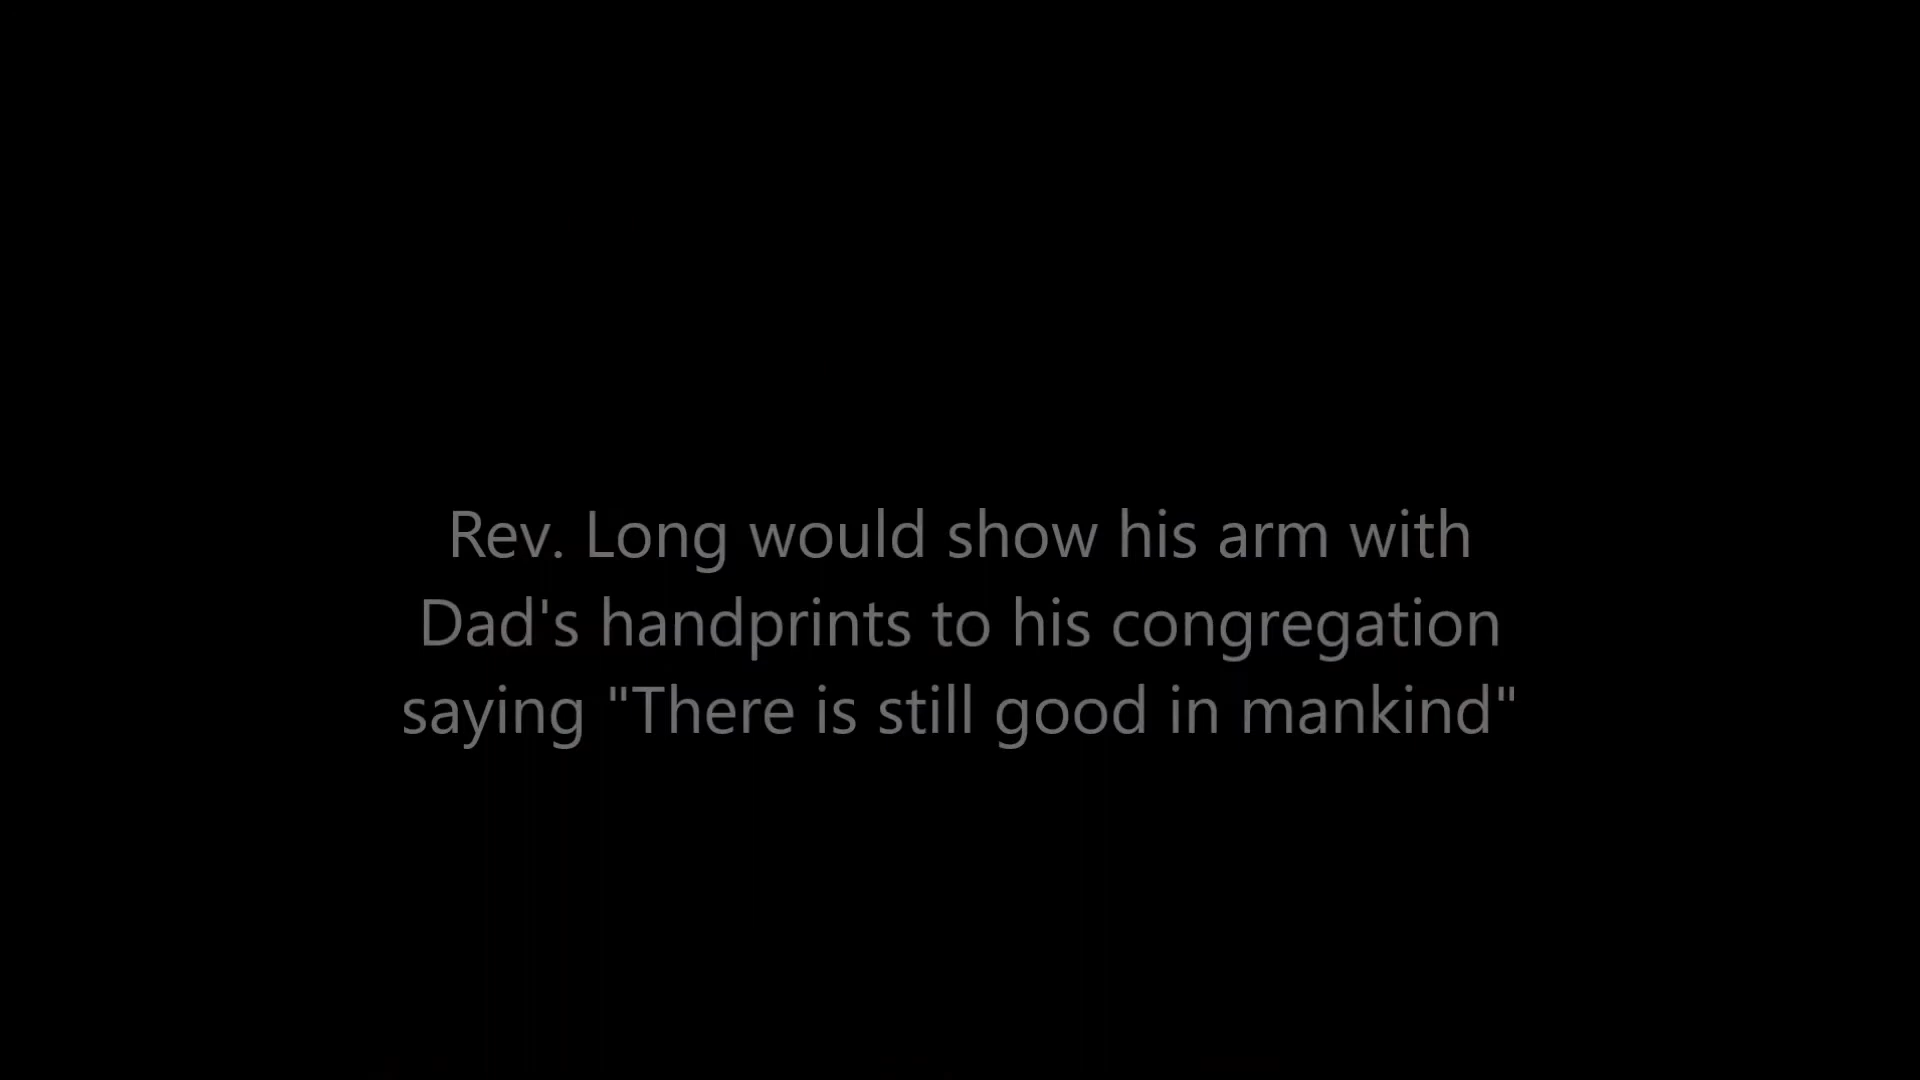 Rev. Long would show his arm with
Dad's handprints to his congregation
saying "There is still good in mankind"